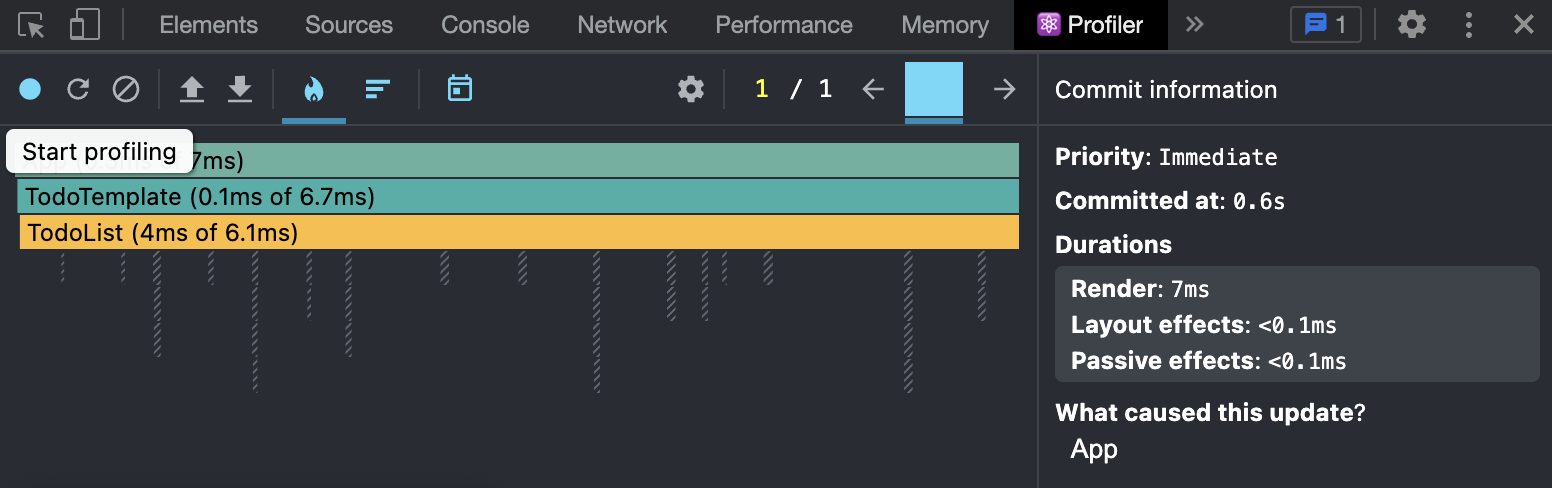 Elements Sources Console Network Performance Memory Profiler 1
1 / 1 Commit information
Start profiling
7ms)
TodoTemplate (0.1ms of 6.7ms)
TodoList (4ms of 6.1ms)
Priority: Immediate
Committed at: 0.6s
Durations
Render: 7ms
Layout effects: <0.1ms
Passive effects: <0.1ms
What caused this update?
App